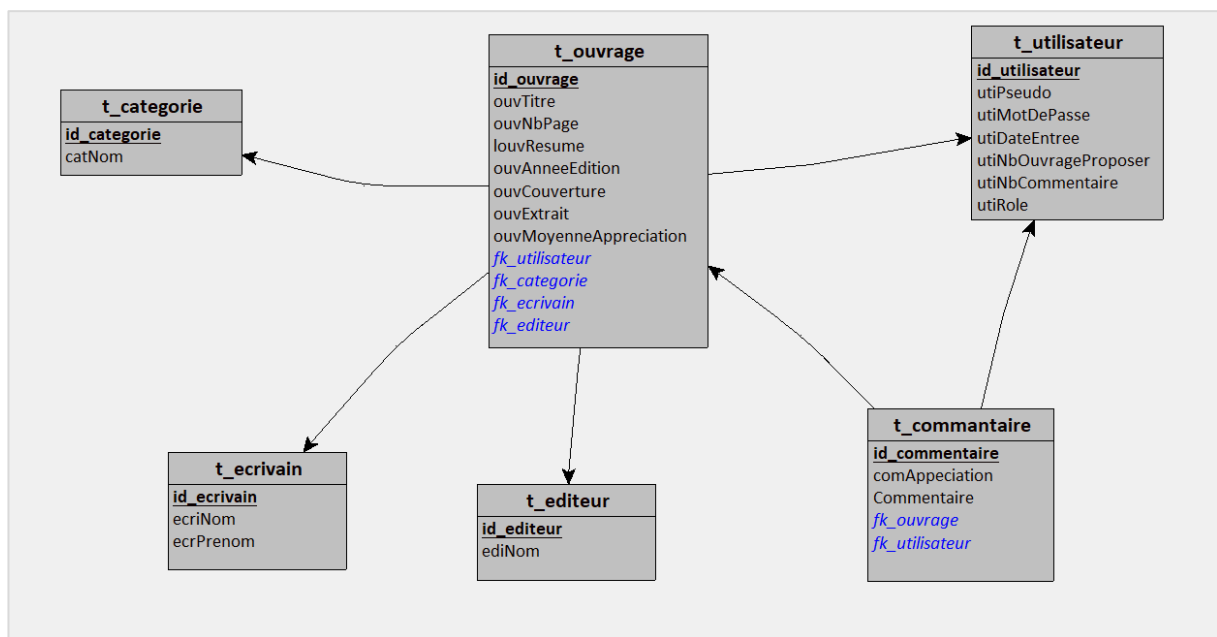 t_categorie
id_categorie
catNom
t_ouvrage
id_ouvrage
ouvTitre
ouvNbPage
louvResume
ouvAnneeEdition
ouvCouverture
ouvExtrait
ouvMoyenneAppreciation
fk_utilisateur
fk_categorie
fk_ecrivain
fk_editeur
t_utilisateur
id_utilisateur
utiPseudo
utiMotDePasse
utiDateEntree
utiNbOuvrageProposer
utiNbCommentaire
utiRole
t_ecrivain
id_ecrivain
ecriNom
ecrPrenom
t_editeur
id_editeur
ediNom
t_commantaire
id_commentaire
comAppeciation
Commentaire
fk_ouvrage
fk_utilisateur